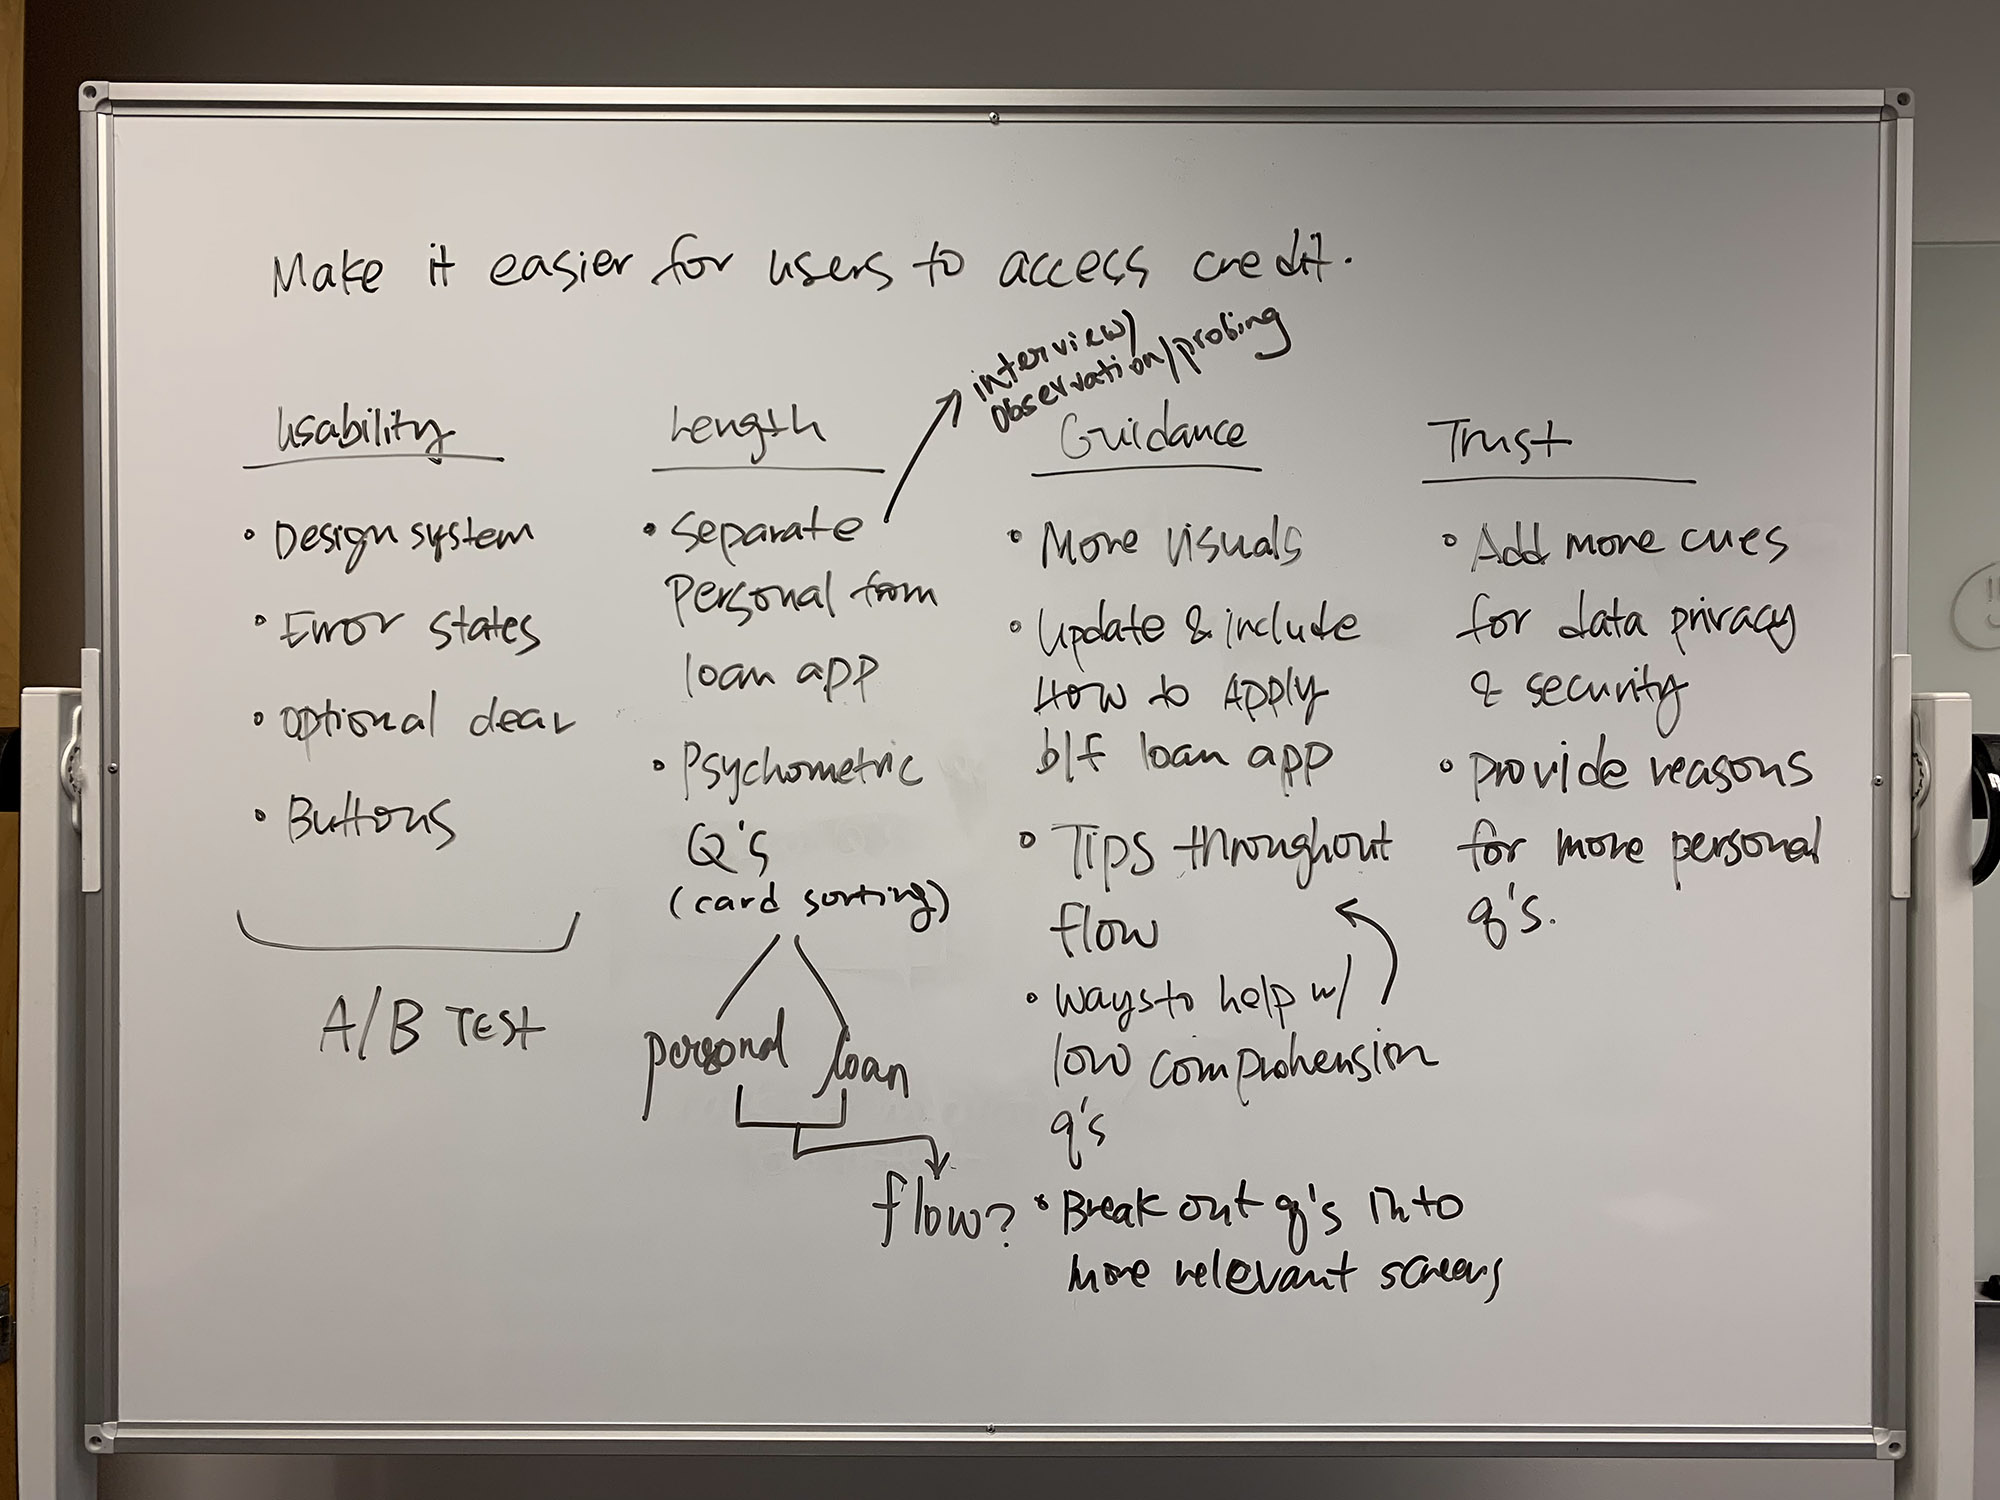 Make it easier for users to access credit.
interview/
observation/probing
Usability
• Design system
• Error states
• optional clear
• Buttons
A/B TEST
Length
• Separate
Personal from
loan app
• Psychometric
Q's
(card sorting)
personal loan
flow?
Guidance
• More visuals
• Update & include
How to Apply
b/f loan app
• Tips throughout
flow
• ways to help w/
low comprehension
q's
• Break out q's into
more relevant screens
Trust
• Add more cues
for data privacy
& security
• provide reasons
for more personal
q's.